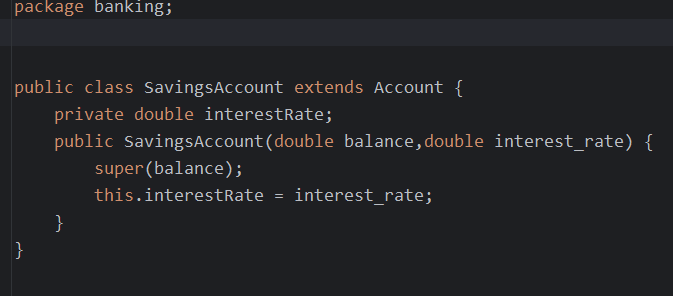 package banking;
public class SavingsAccount extends Account {
    private double interestRate;
    public SavingsAccount(double balance,double interest_rate) {
        super(balance);
        this.interestRate = interest_rate;
    }
}